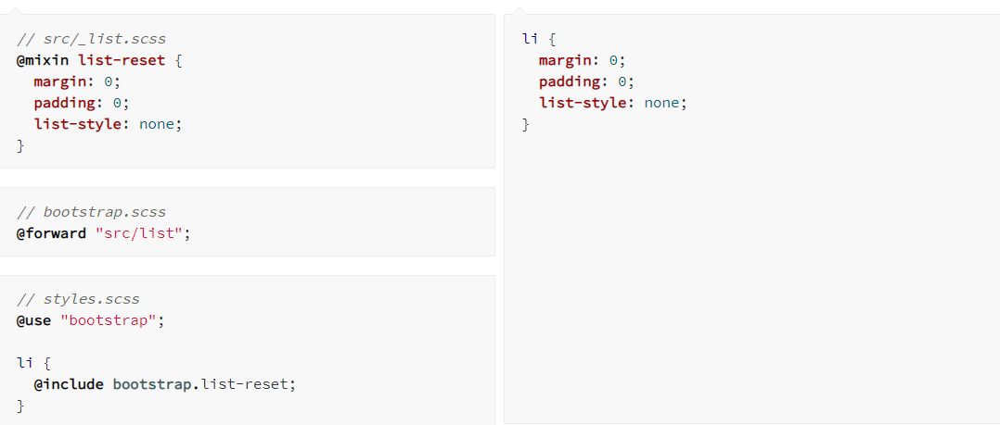 // src/_list.scss
@mixin list-reset {
  margin: 0;
  padding: 0;
  list-style: none;
}
// bootstrap.scss
@forward "src/list";
// styles.scss
@use "bootstrap";

li {
  @include bootstrap.list-reset;
}
li {
  margin: 0;
  padding: 0;
  list-style: none;
}